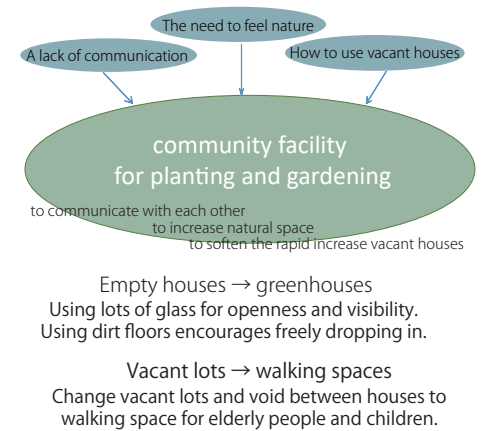 The need to feel nature
A lack of communication
How to use vacant houses
community facility
for planting and gardening
to communicate with each other
to increase natural space
to soften the rapid increase vacant houses
Empty houses → greenhouses
Using lots of glass for openness and visibility.
Using dirt floors encourages freely dropping in.
Vacant lots → walking spaces
Change vacant lots and void between houses to
walking space for elderly people and children.